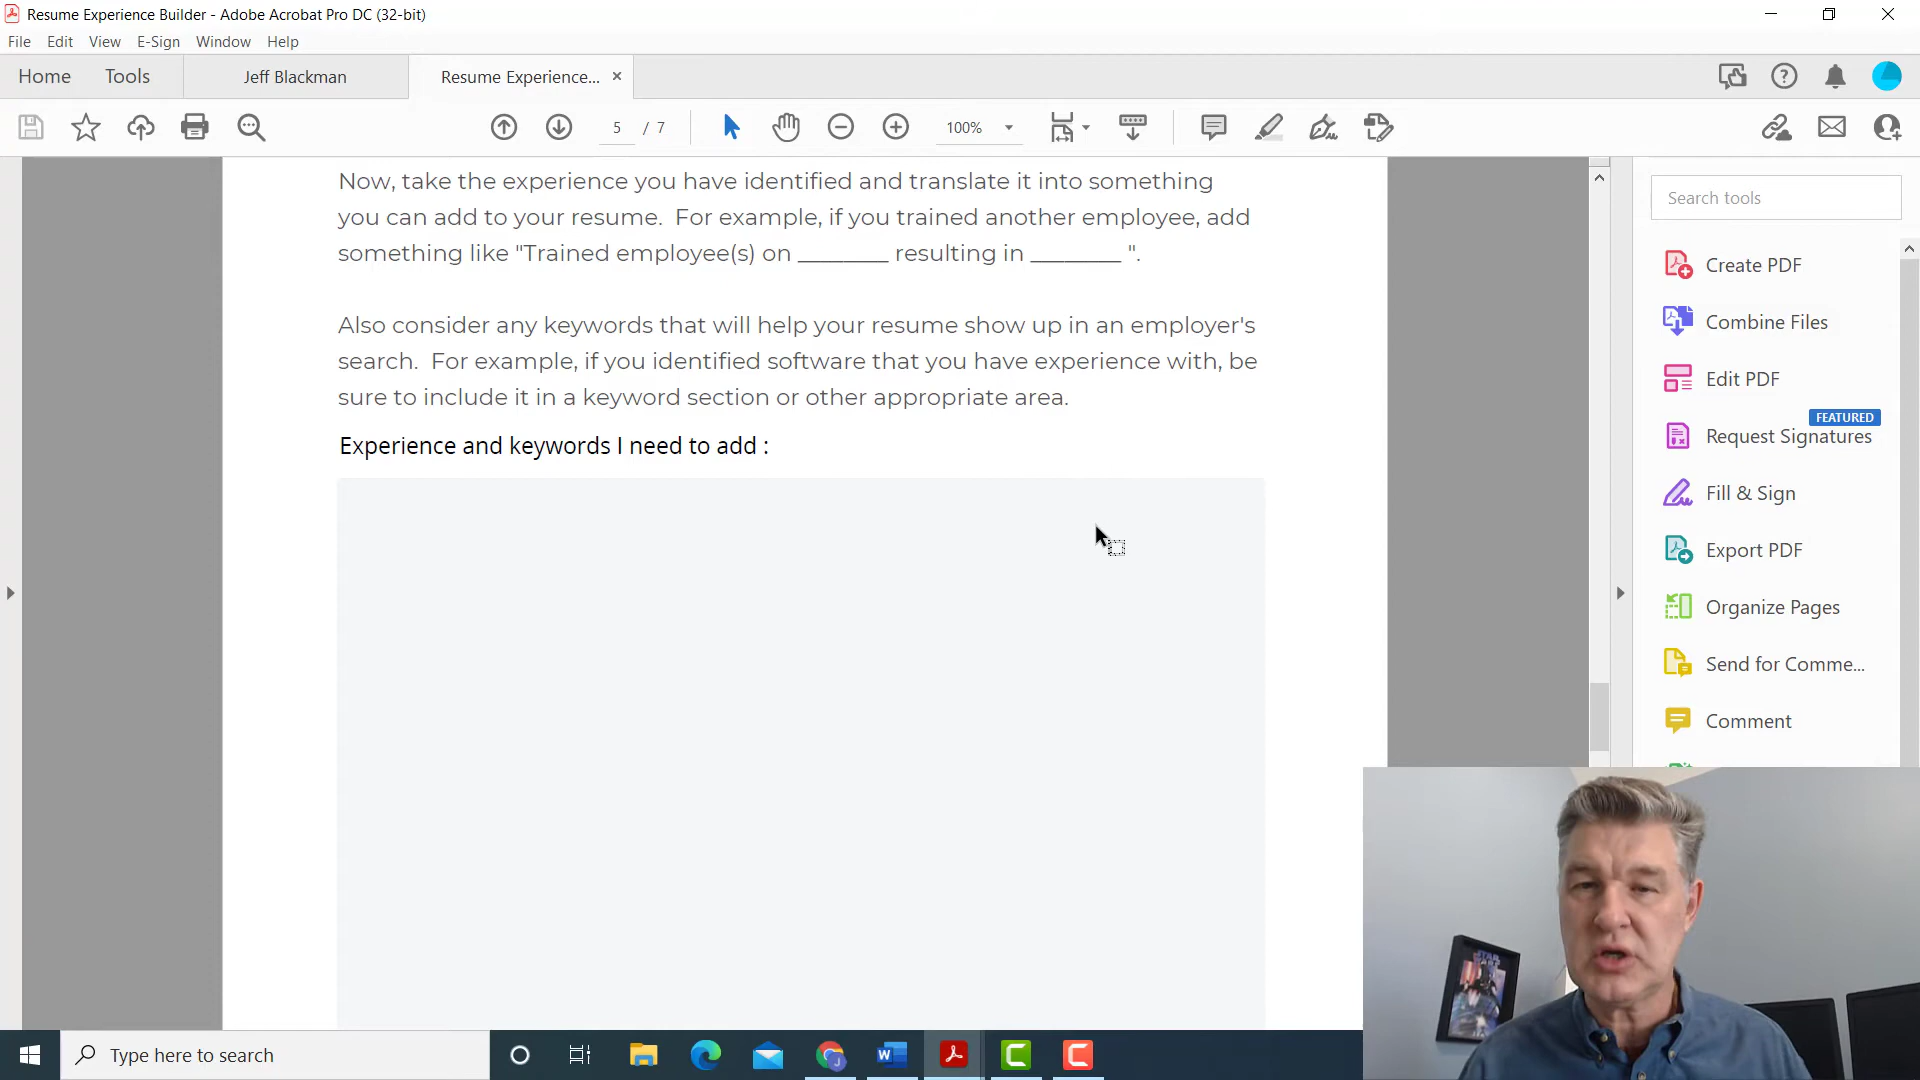 Resume Experience Builder - Adobe Acrobat Pro DC (32-bit)
File Edit View E-Sign Window Help
Home Tools Jeff Blackman Resume Experience...
5 / 7 100%
Now, take the experience you have identified and translate it into something
you can add to your resume. For example, if you trained another employee, add
something like "Trained employee(s) on ________ resulting in ________ ".
Also consider any keywords that will help your resume show up in an employer's
search. For example, if you identified software that you have experience with, be
sure to include it in a keyword section or other appropriate area.
Experience and keywords I need to add :
Search tools
Create PDF
Combine Files
Edit PDF
FEATURED
Request Signatures
Fill & Sign
Export PDF
Organize Pages
Send for Comme...
Comment
STAR
WARS
Type here to search